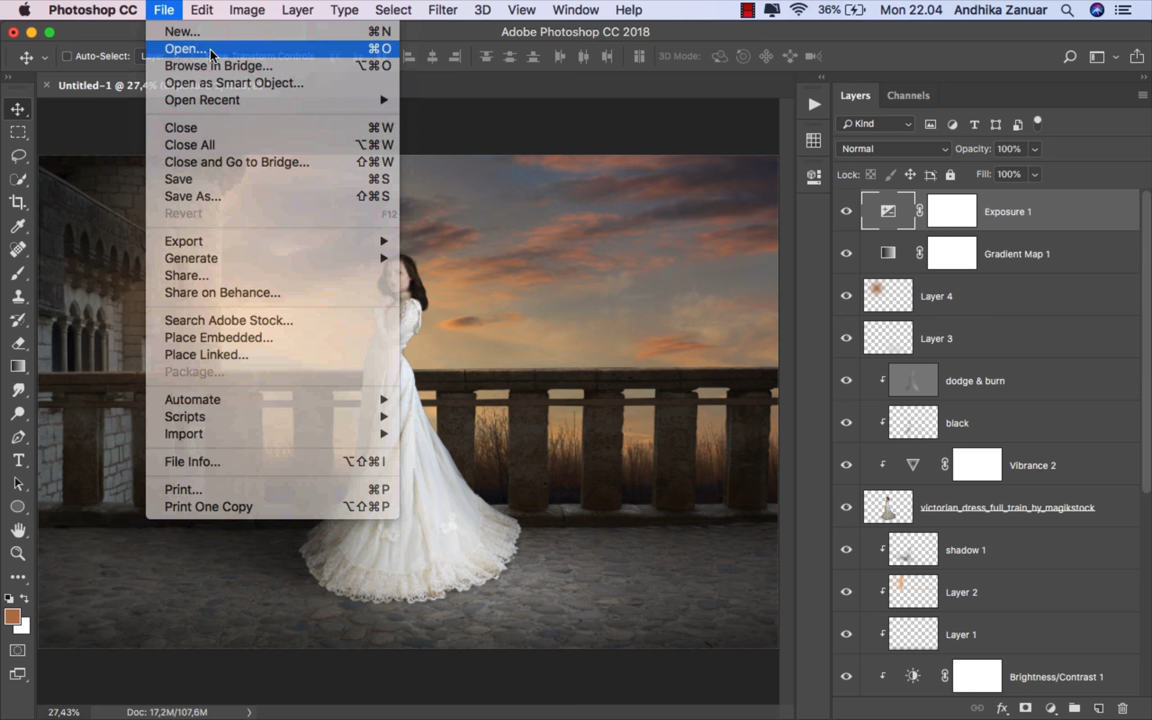 Photoshop CC File Edit Image Layer Type Select Filter 3D View Window Help 36% Mon 22.04 Andhika Zanuar
Adobe Photoshop CC 2018
Auto-Select: 3D Mode:
Untitled-1 @ 27,4
New... ⌘N
Open... ⌘O
Browse in Bridge... ⌥⌘O
Open as Smart Object...
Open Recent
Close ⌘W
Close All ⌥⌘W
Close and Go to Bridge... ⇧⌘W
Save ⌘S
Save As... ⇧⌘S
Revert F12
Export
Generate
Share...
Share on Behance...
Search Adobe Stock...
Place Embedded...
Place Linked...
Package...
Automate
Scripts
Import
File Info... ⌥⇧⌘I
Print... ⌘P
Print One Copy ⌥⇧⌘P
Layers Channels
Kind
Normal Opacity: 100%
Lock: Fill: 100%
Exposure 1
Gradient Map 1
Layer 4
Layer 3
dodge & burn
black
Vibrance 2
victorian_dress_full_train_by_magikstock
shadow 1
Layer 2
Layer 1
Brightness/Contrast 1
27,43% Doc: 17,2M/107,6M